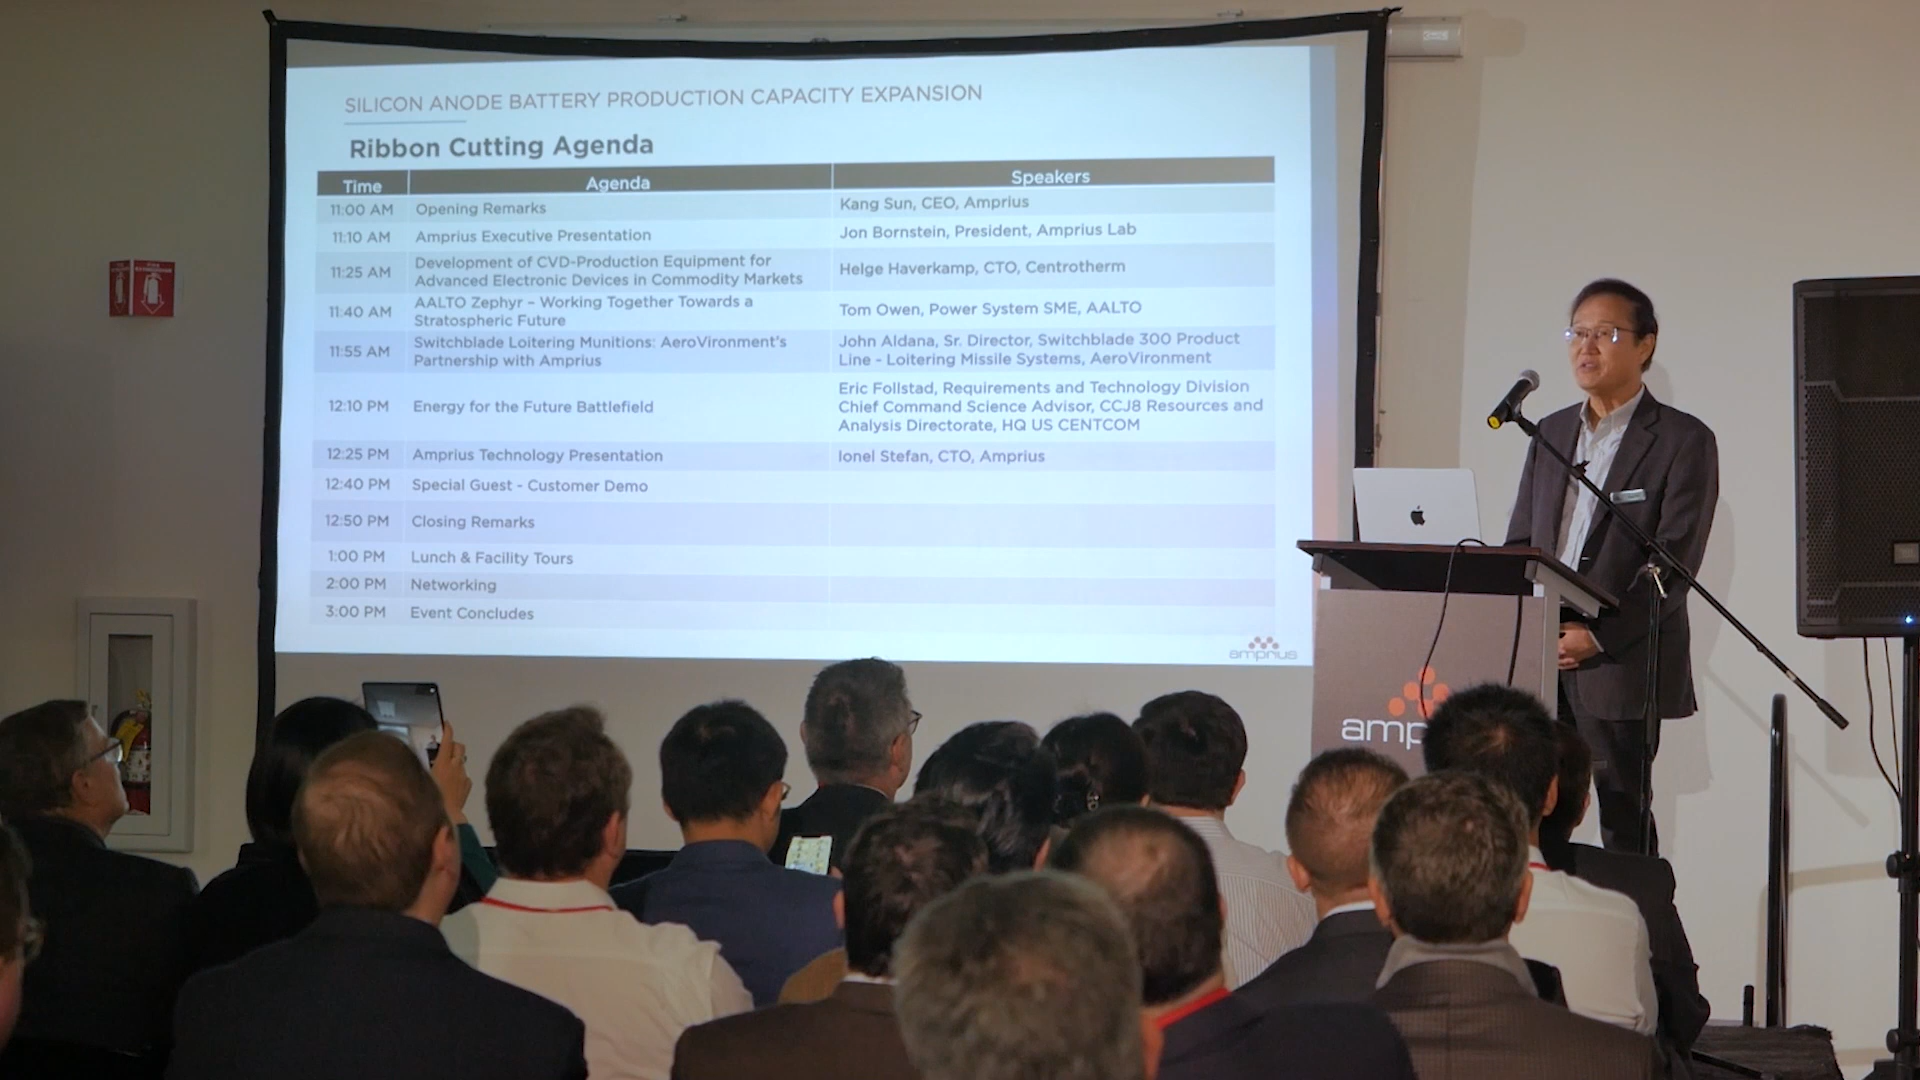 SILICON ANODE BATTERY PRODUCTION CAPACITY EXPANSION
Ribbon Cutting Agenda
Time Agenda Speakers
11:00 AM Opening Remarks Kang Sun, CEO, Amprius
11:10 AM Amprius Executive Presentation Jon Bornstein, President, Amprius Lab
11:25 AM Development of CVD-Production Equipment for
Advanced Electronic Devices in Commodity Markets
Helge Haverkamp, CTO, Centrotherm
11:40 AM AALTO Zephyr – Working Together Towards a
Stratospheric Future
Tom Owen, Power System SME, AALTO
11:55 AM Switchblade Loitering Munitions: AeroVironment's
Partnership with Amprius
John Aldana, Sr. Director, Switchblade 300 Product
Line - Loitering Missile Systems, AeroVironment
12:10 PM Energy for the Future Battlefield
Eric Follstad, Requirements and Technology Division
Chief Command Science Advisor, CCJ8 Resources and
Analysis Directorate, HQ US CENTCOM
12:25 PM Amprius Technology Presentation Ionel Stefan, CTO, Amprius
12:40 PM Special Guest - Customer Demo
12:50 PM Closing Remarks
1:00 PM Lunch & Facility Tours
2:00 PM Networking
3:00 PM Event Concludes
amprius
amp